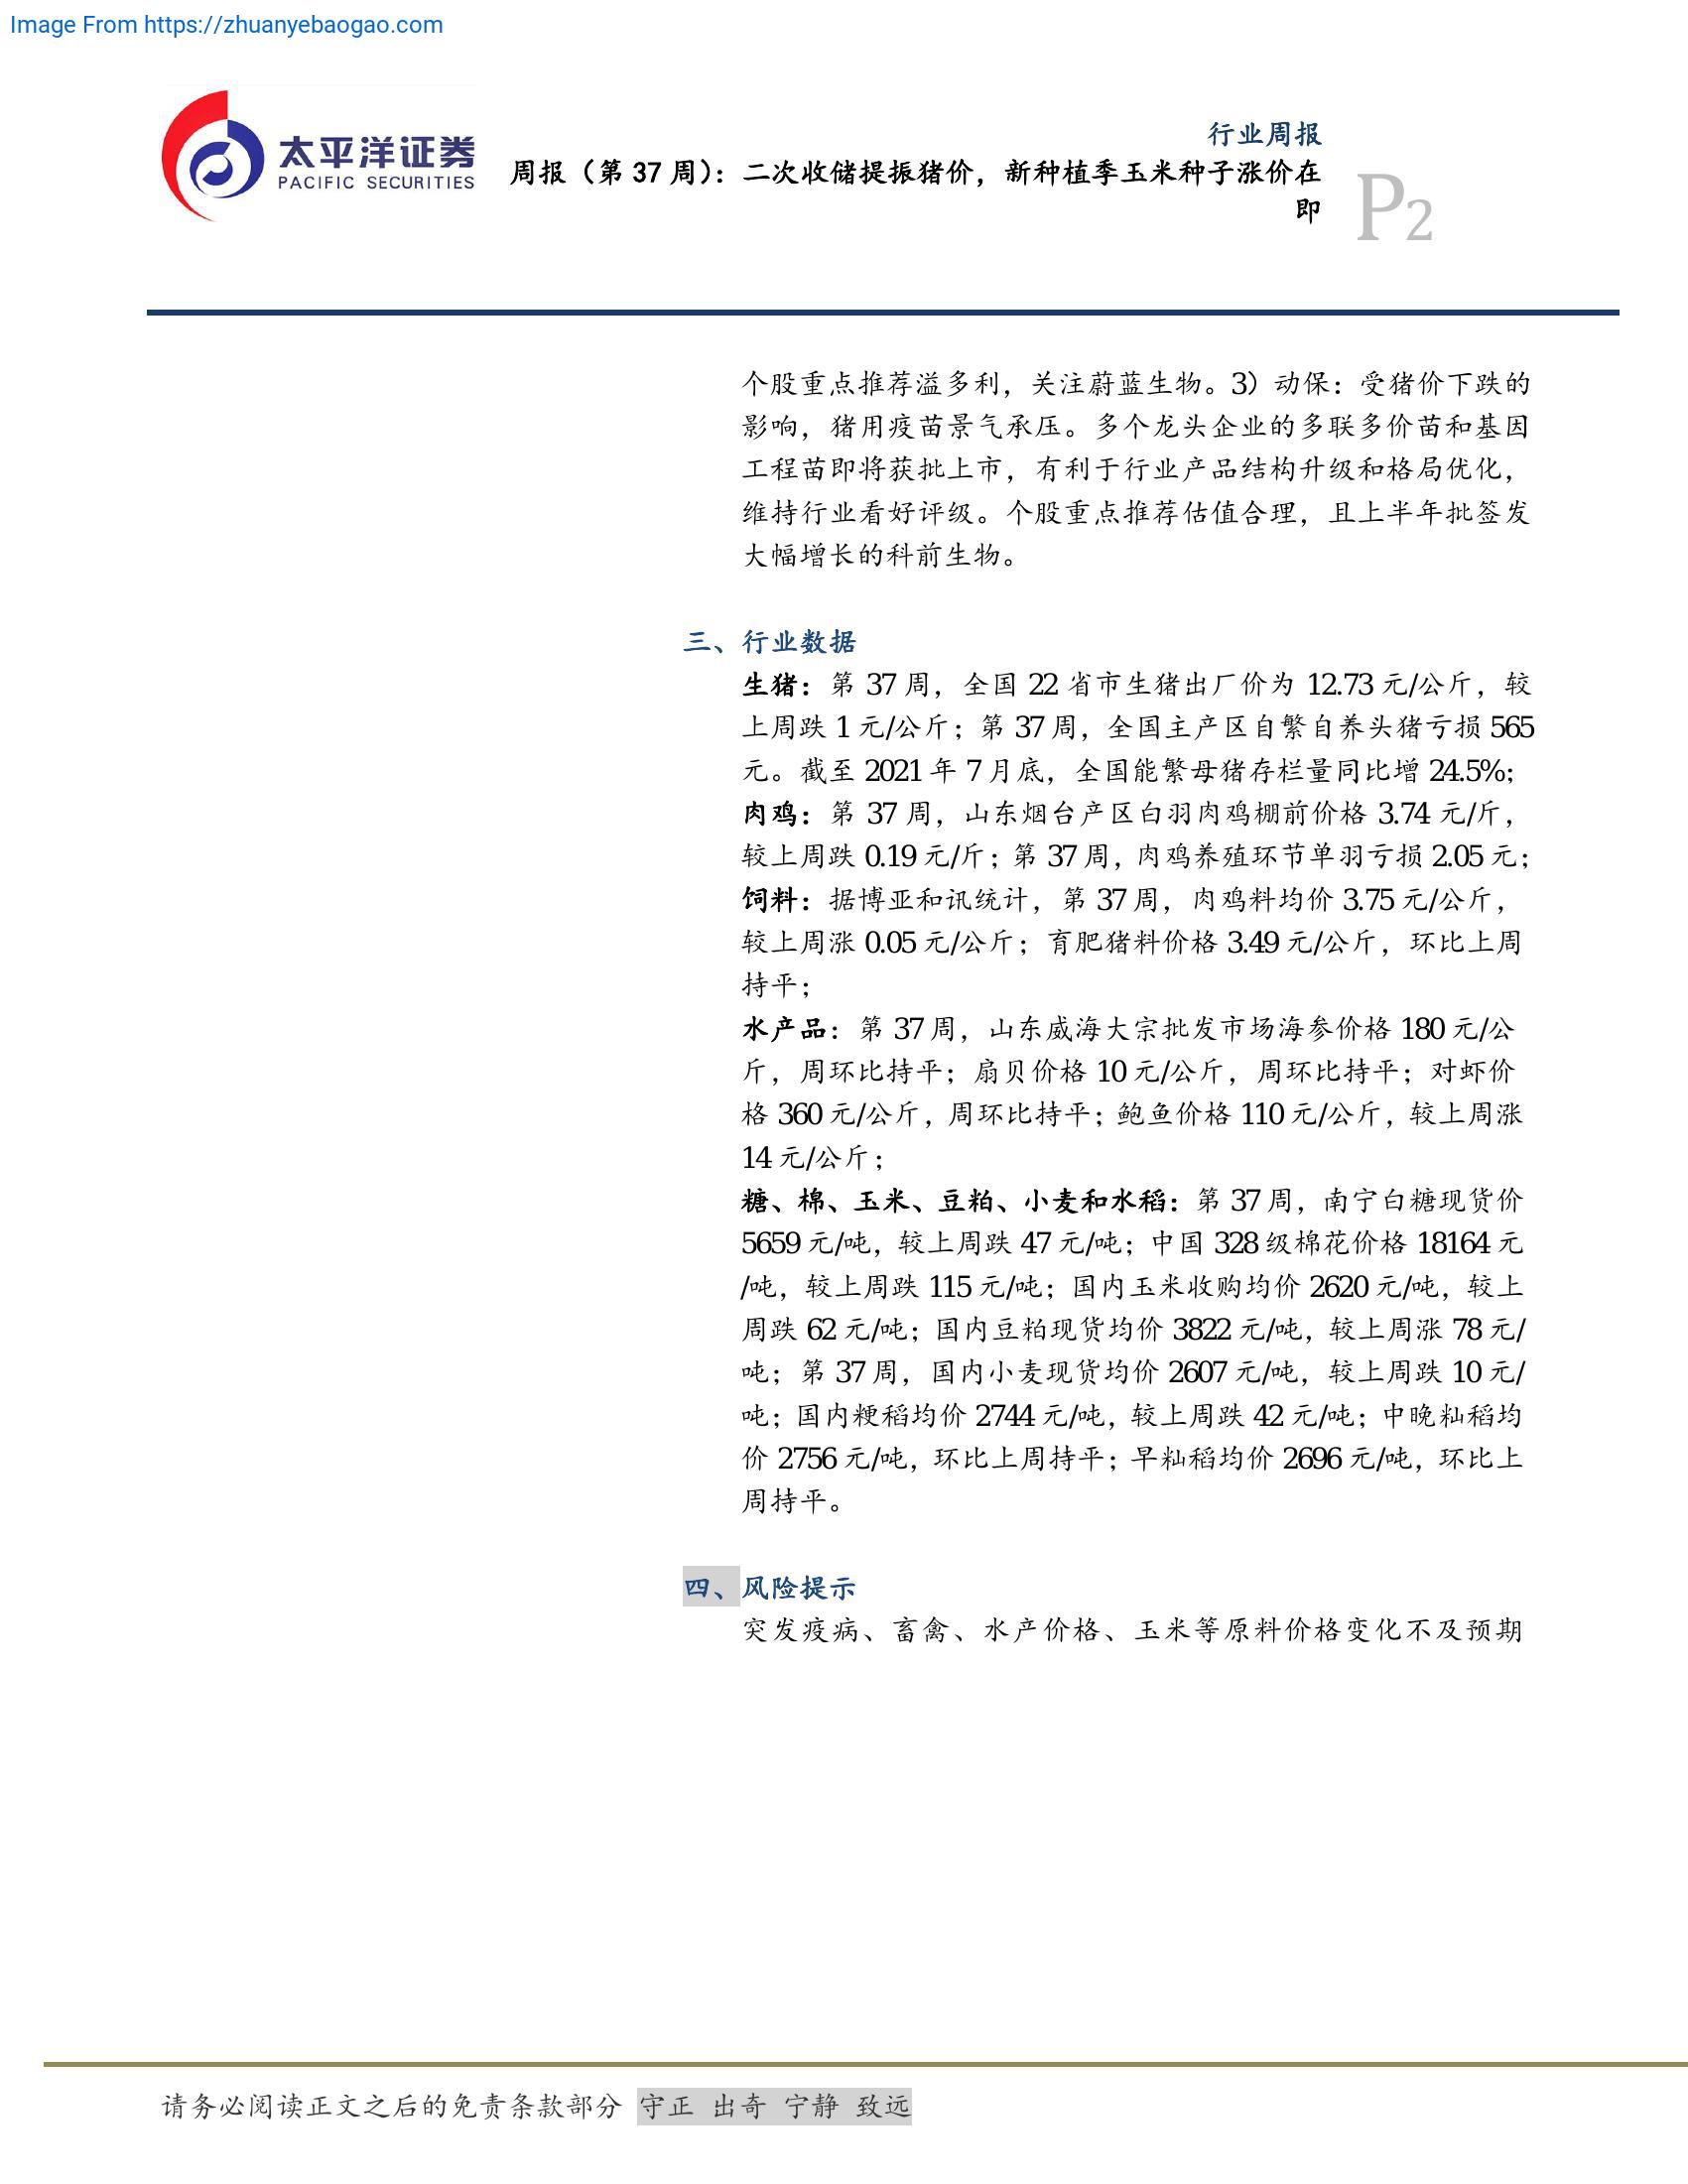 Image From https://zhuanyebaogao.com
太平洋证券
PACIFIC SECURITIES
行业周报
周报（第 37 周）：二次收储提振猪价，新种植季玉米种子涨价在
即
P2
个股重点推荐溢多利，关注蔚蓝生物。3）动保：受猪价下跌的
影响，猪用疫苗景气承压。多个龙头企业的多联多价苗和基因
工程苗即将获批上市，有利于行业产品结构升级和格局优化，
维持行业看好评级。个股重点推荐估值合理，且上半年批签发
大幅增长的科前生物。
三、行业数据
生猪：第 37 周，全国 22 省市生猪出厂价为 12.73 元/公斤，较
上周跌 1 元/公斤；第 37 周，全国主产区自繁自养头猪亏损 565
元。截至 2021 年 7 月底，全国能繁母猪存栏量同比增 24.5%；
肉鸡：第 37 周，山东烟台产区白羽肉鸡棚前价格 3.74 元/斤，
较上周跌 0.19 元/斤；第 37 周，肉鸡养殖环节单羽亏损 2.05 元；
饲料：据博亚和讯统计，第 37 周，肉鸡料均价 3.75 元/公斤，
较上周涨 0.05 元/公斤；育肥猪料价格 3.49 元/公斤，环比上周
持平；
水产品：第 37 周，山东威海大宗批发市场海参价格 180 元/公
斤，周环比持平；扇贝价格 10 元/公斤，周环比持平；对虾价
格 360 元/公斤，周环比持平；鲍鱼价格 110 元/公斤，较上周涨
14 元/公斤；
糖、棉、玉米、豆粕、小麦和水稻：第 37 周，南宁白糖现货价
5659 元/吨，较上周跌 47 元/吨；中国 328 级棉花价格 18164 元
/吨，较上周跌 115 元/吨；国内玉米收购均价 2620 元/吨，较上
周跌 62 元/吨；国内豆粕现货均价 3822 元/吨，较上周涨 78 元/
吨；第 37 周，国内小麦现货均价 2607 元/吨，较上周跌 10 元/
吨；国内粳稻均价 2744 元/吨，较上周跌 42 元/吨；中晚籼稻均
价 2756 元/吨，环比上周持平；早籼稻均价 2696 元/吨，环比上
周持平。
四、风险提示
突发疫病、畜禽、水产价格、玉米等原料价格变化不及预期
请务必阅读正文之后的免责条款部分 守正 出奇 宁静 致远